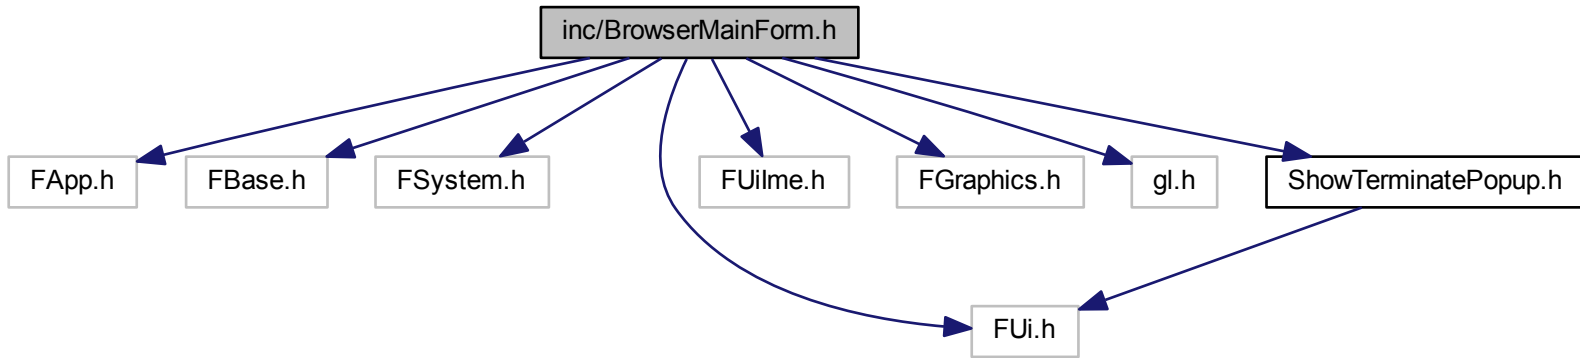 inc/BrowserMainForm.h
FApp.h
FBase.h
FSystem.h
FUiIme.h
FGraphics.h
gl.h
ShowTerminatePopup.h
FUi.h